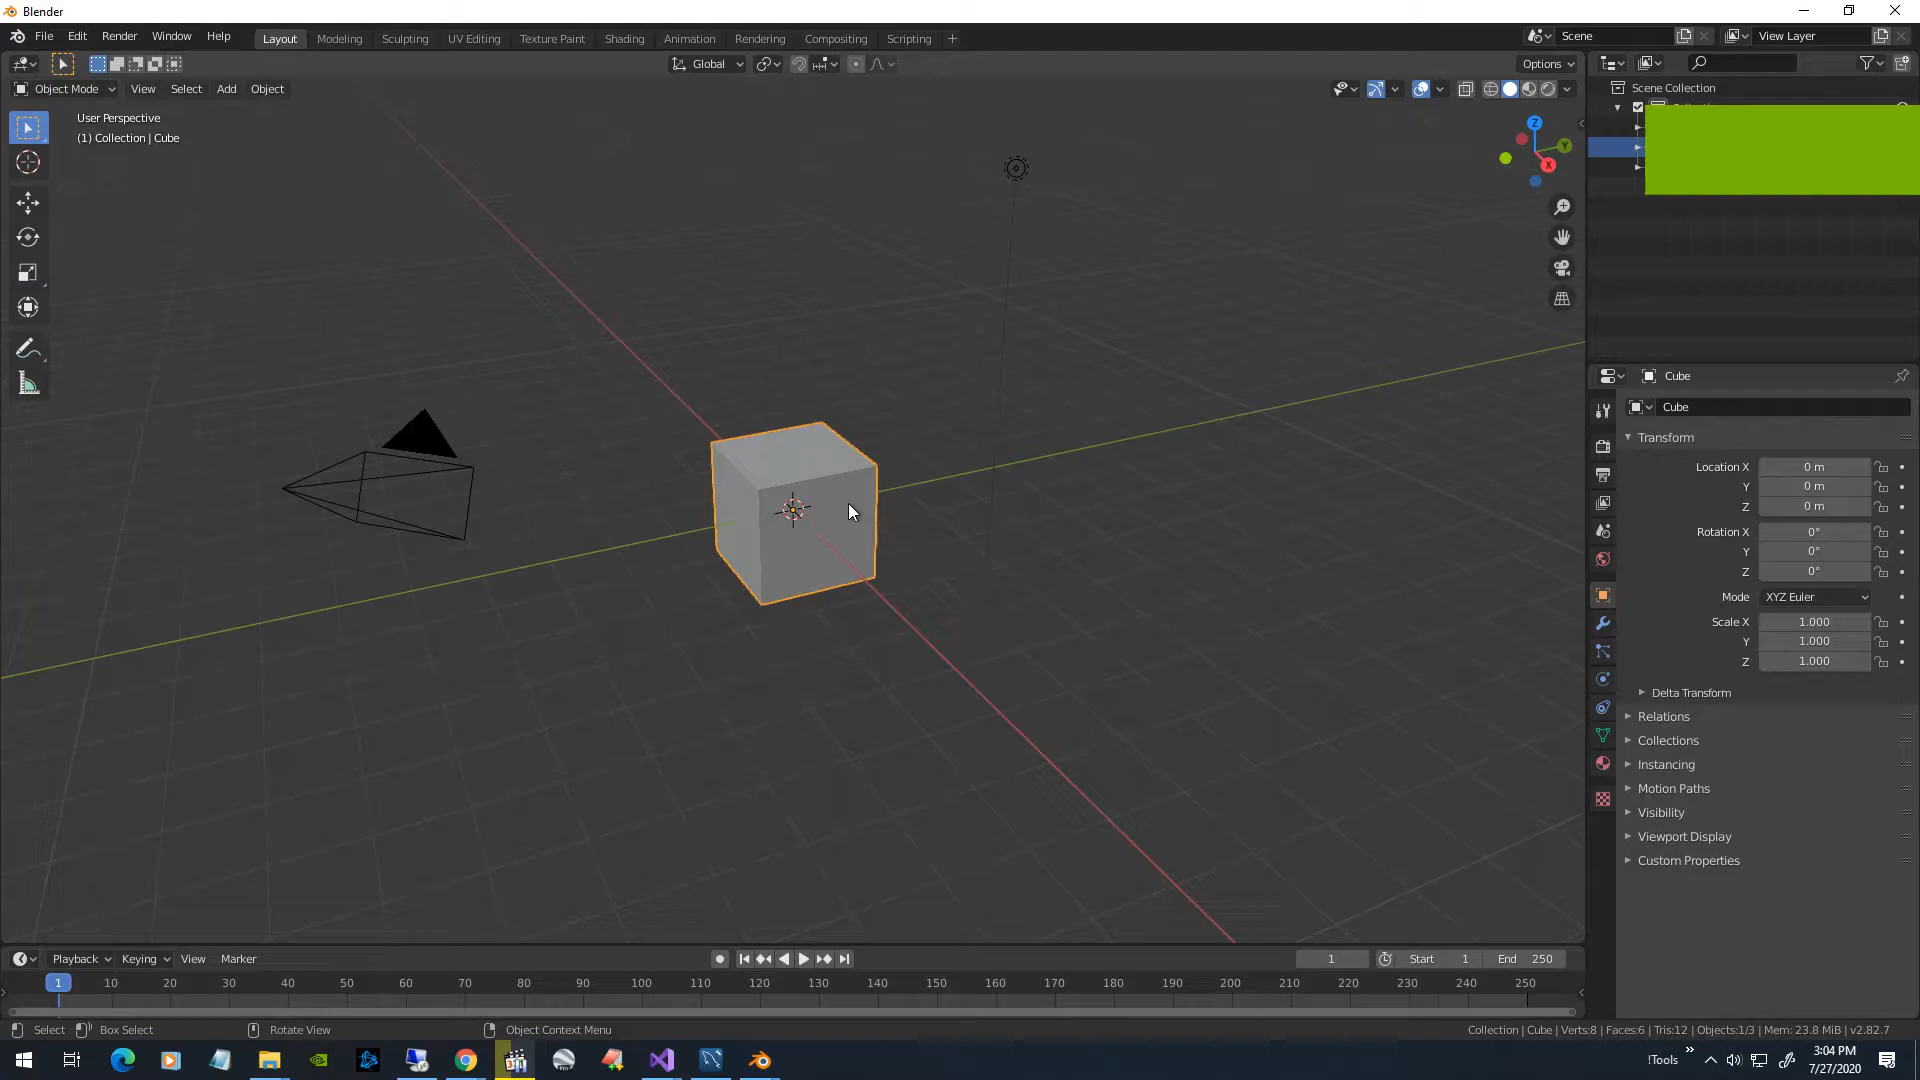 Blender
File Edit Render Window Help Layout Modeling Sculpting UV Editing Texture Paint Shading Animation Rendering Compositing Scripting + Scene View Layer
Global Options
Object Mode View Select Add Object
User Perspective
(1) Collection | Cube
Z
Y
X
Scene Collection
Cube
Cube
Transform
Location X 0 m
Y 0 m
Z 0 m
Rotation X 0°
Y 0°
Z 0°
Mode XYZ Euler
Scale X 1.000
Y 1.000
Z 1.000
Delta Transform
Relations
Collections
Instancing
Motion Paths
Visibility
Viewport Display
Custom Properties
Playback Keying View Marker 1 Start 1 End 250
1 10 20 30 40 50 60 70 80 90 100 110 120 130 140 150 160 170 180 190 200 210 220 230 240 250
Select Box Select Rotate View Object Context Menu Collection | Cube | Verts:8 | Faces:6 | Tris:12 | Objects:1/3 | Mem: 23.8 MiB | v2.82.7
!Tools » 3:04 PM
7/27/2020